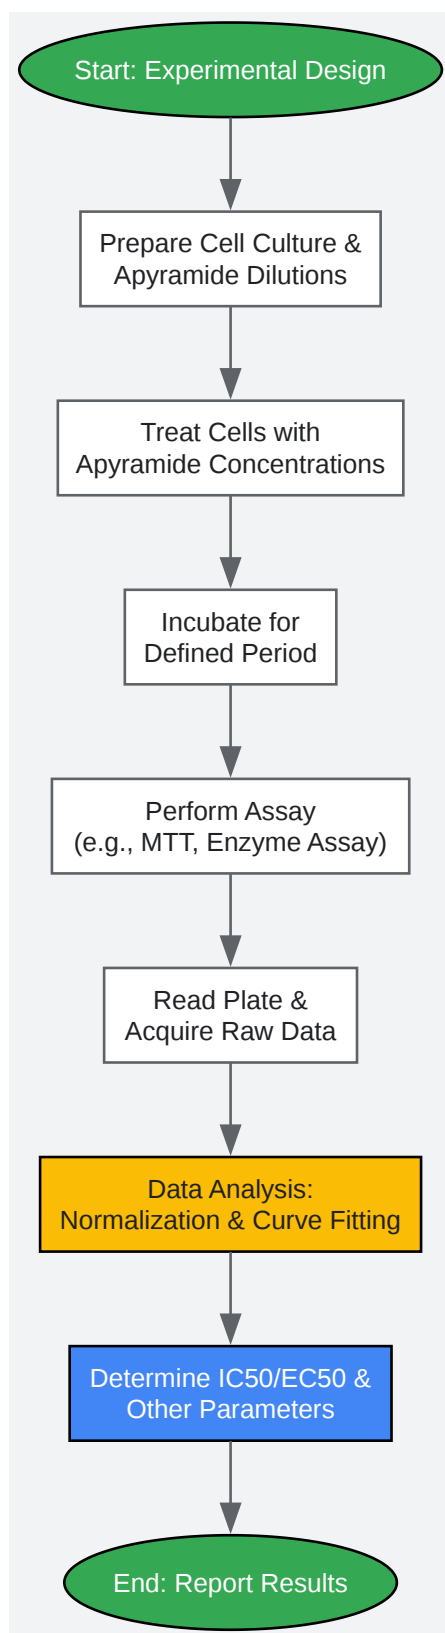 Start: Experimental Design
Prepare Cell Culture &
Apyramide Dilutions
Treat Cells with
Apyramide Concentrations
Incubate for
Defined Period
Perform Assay
(e.g., MTT, Enzyme Assay)
Read Plate &
Acquire Raw Data
Data Analysis:
Normalization & Curve Fitting
Determine IC50/EC50 &
Other Parameters
End: Report Results